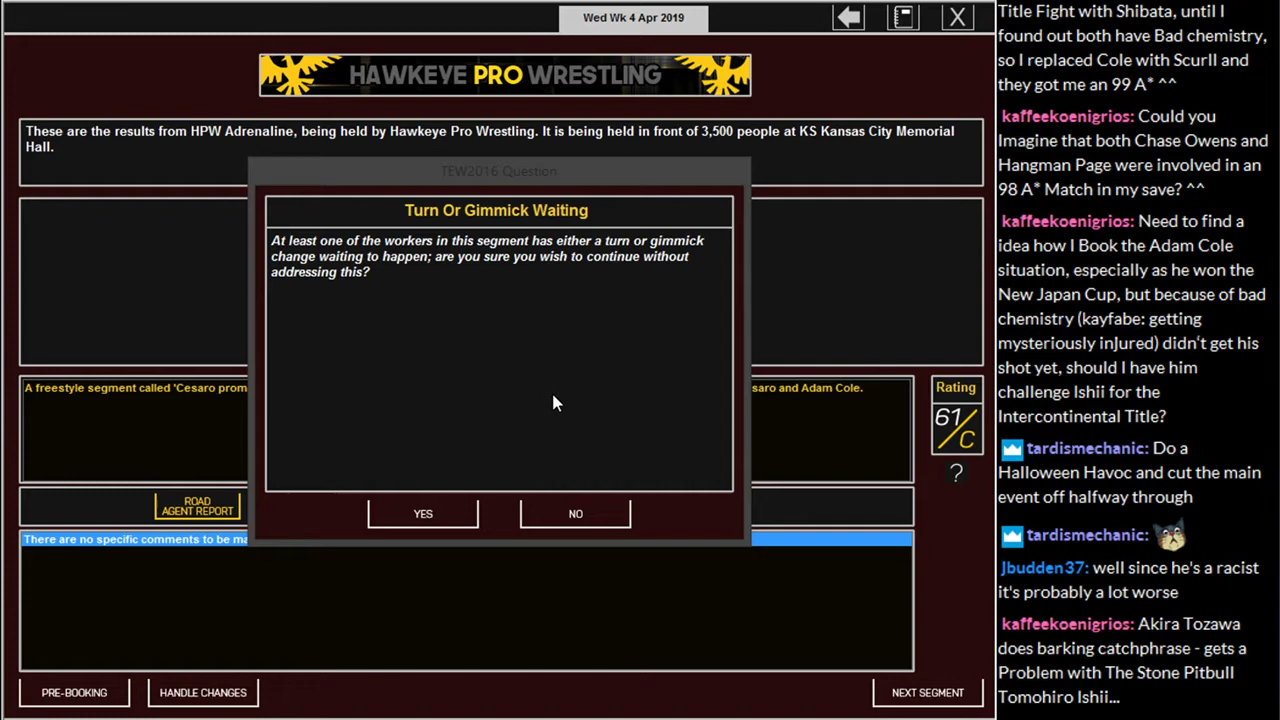 Wed Wk 4 Apr 2019
HAWKEYE PRO WRESTLING
These are the results from HPW Adrenaline, being held by Hawkeye Pro Wrestling. It is being held in front of 3,500 people at KS Kansas City Memorial
Hall.
TEW2016 Question
Turn Or Gimmick Waiting
At least one of the workers in this segment has either a turn or gimmick
change waiting to happen; are you sure you wish to continue without
addressing this?
YES
NO
A freestyle segment called 'Cesaro prom
saro and Adam Cole.
Rating
61/C
?
ROAD
AGENT REPORT
There are no specific comments to be ma
PRE-BOOKING
HANDLE CHANGES
NEXT SEGMENT
Title Fight with Shibata, until I
found out both have Bad chemistry,
so I replaced Cole with Scurll and
they got me an 99 A* ^^
kaffeekoenigrios: Could you
Imagine that both Chase Owens and
Hangman Page were involved in an
98 A* Match in my save? ^^
kaffeekoenigrios: Need to find a
idea how I Book the Adam Cole
situation, especially as he won the
New Japan Cup, but because of bad
chemistry (kayfabe: getting
mysteriously inJured) didn't get his
shot yet, should I have him
challenge Ishii for the
Intercontinental Title?
tardismechanic: Do a
Halloween Havoc and cut the main
event off halfway through
tardismechanic:
Jbudden37: well since he's a racist
it's probably a lot worse
kaffeekoenigrios: Akira Tozawa
does barking catchphrase - gets a
Problem with The Stone Pitbull
Tomohiro Ishii...